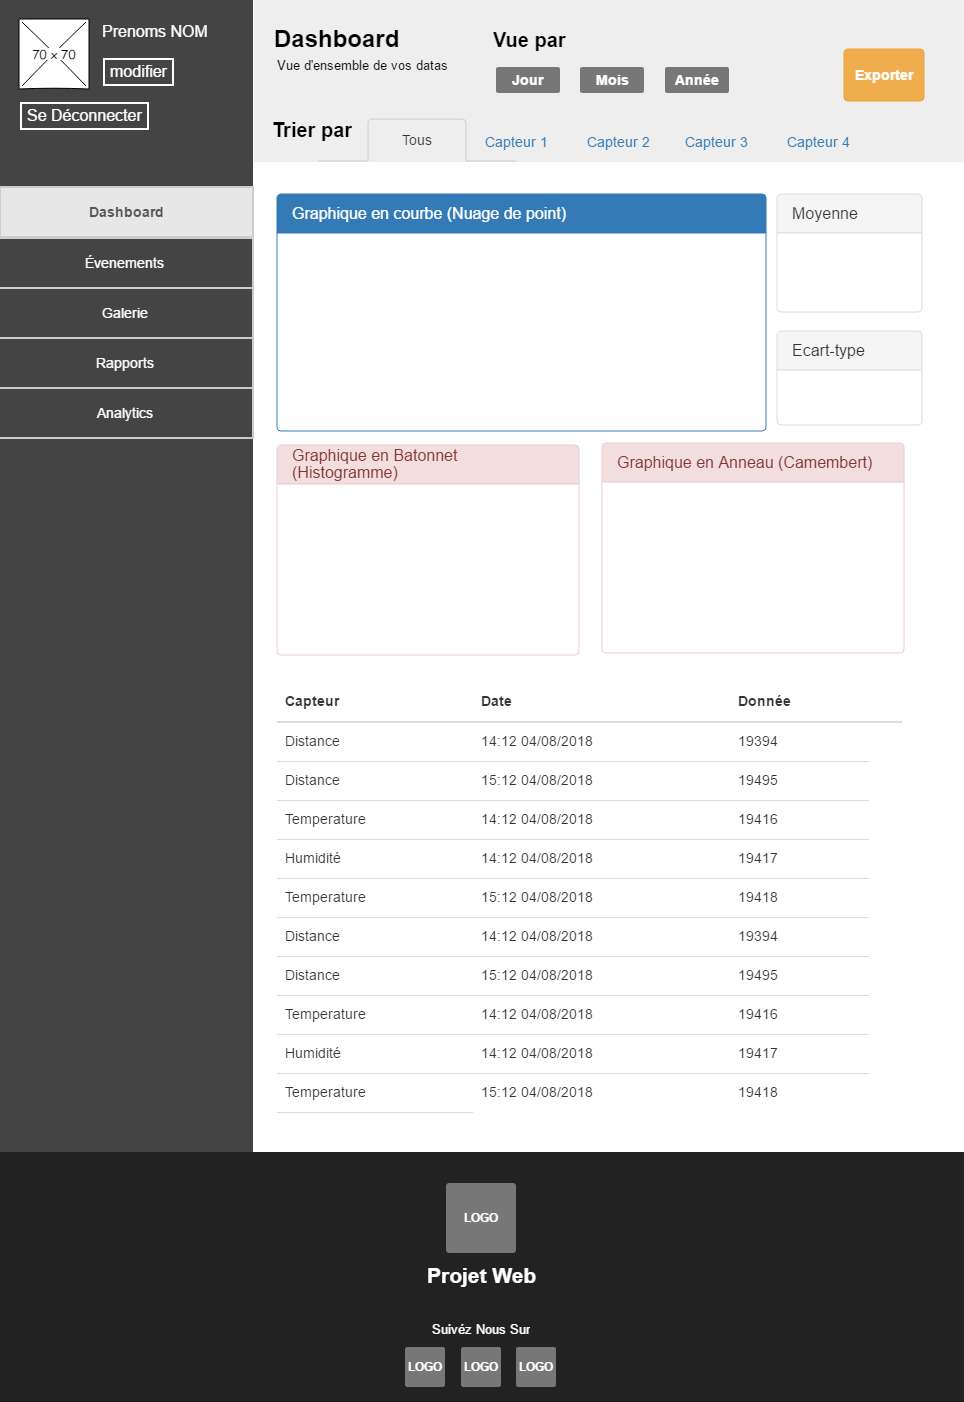 70 x 70
Prenoms NOM
modifier
Se Déconnecter
Dashboard
Évenements
Galerie
Rapports
Analytics
Dashboard
Vue d'ensemble de vos datas
Vue par
Jour Mois Année
Exporter
Trier par
Tous Capteur 1 Capteur 2 Capteur 3 Capteur 4
Graphique en courbe (Nuage de point)
Moyenne
Ecart-type
Graphique en Batonnet
(Histogramme)
Graphique en Anneau (Camembert)
Capteur Date Donnée
Distance 14:12 04/08/2018 19394
Distance 15:12 04/08/2018 19495
Temperature 14:12 04/08/2018 19416
Humidité 14:12 04/08/2018 19417
Temperature 15:12 04/08/2018 19418
Distance 14:12 04/08/2018 19394
Distance 15:12 04/08/2018 19495
Temperature 14:12 04/08/2018 19416
Humidité 14:12 04/08/2018 19417
Temperature 15:12 04/08/2018 19418
LOGO
Projet Web
Suivéz Nous Sur
LOGO LOGO LOGO